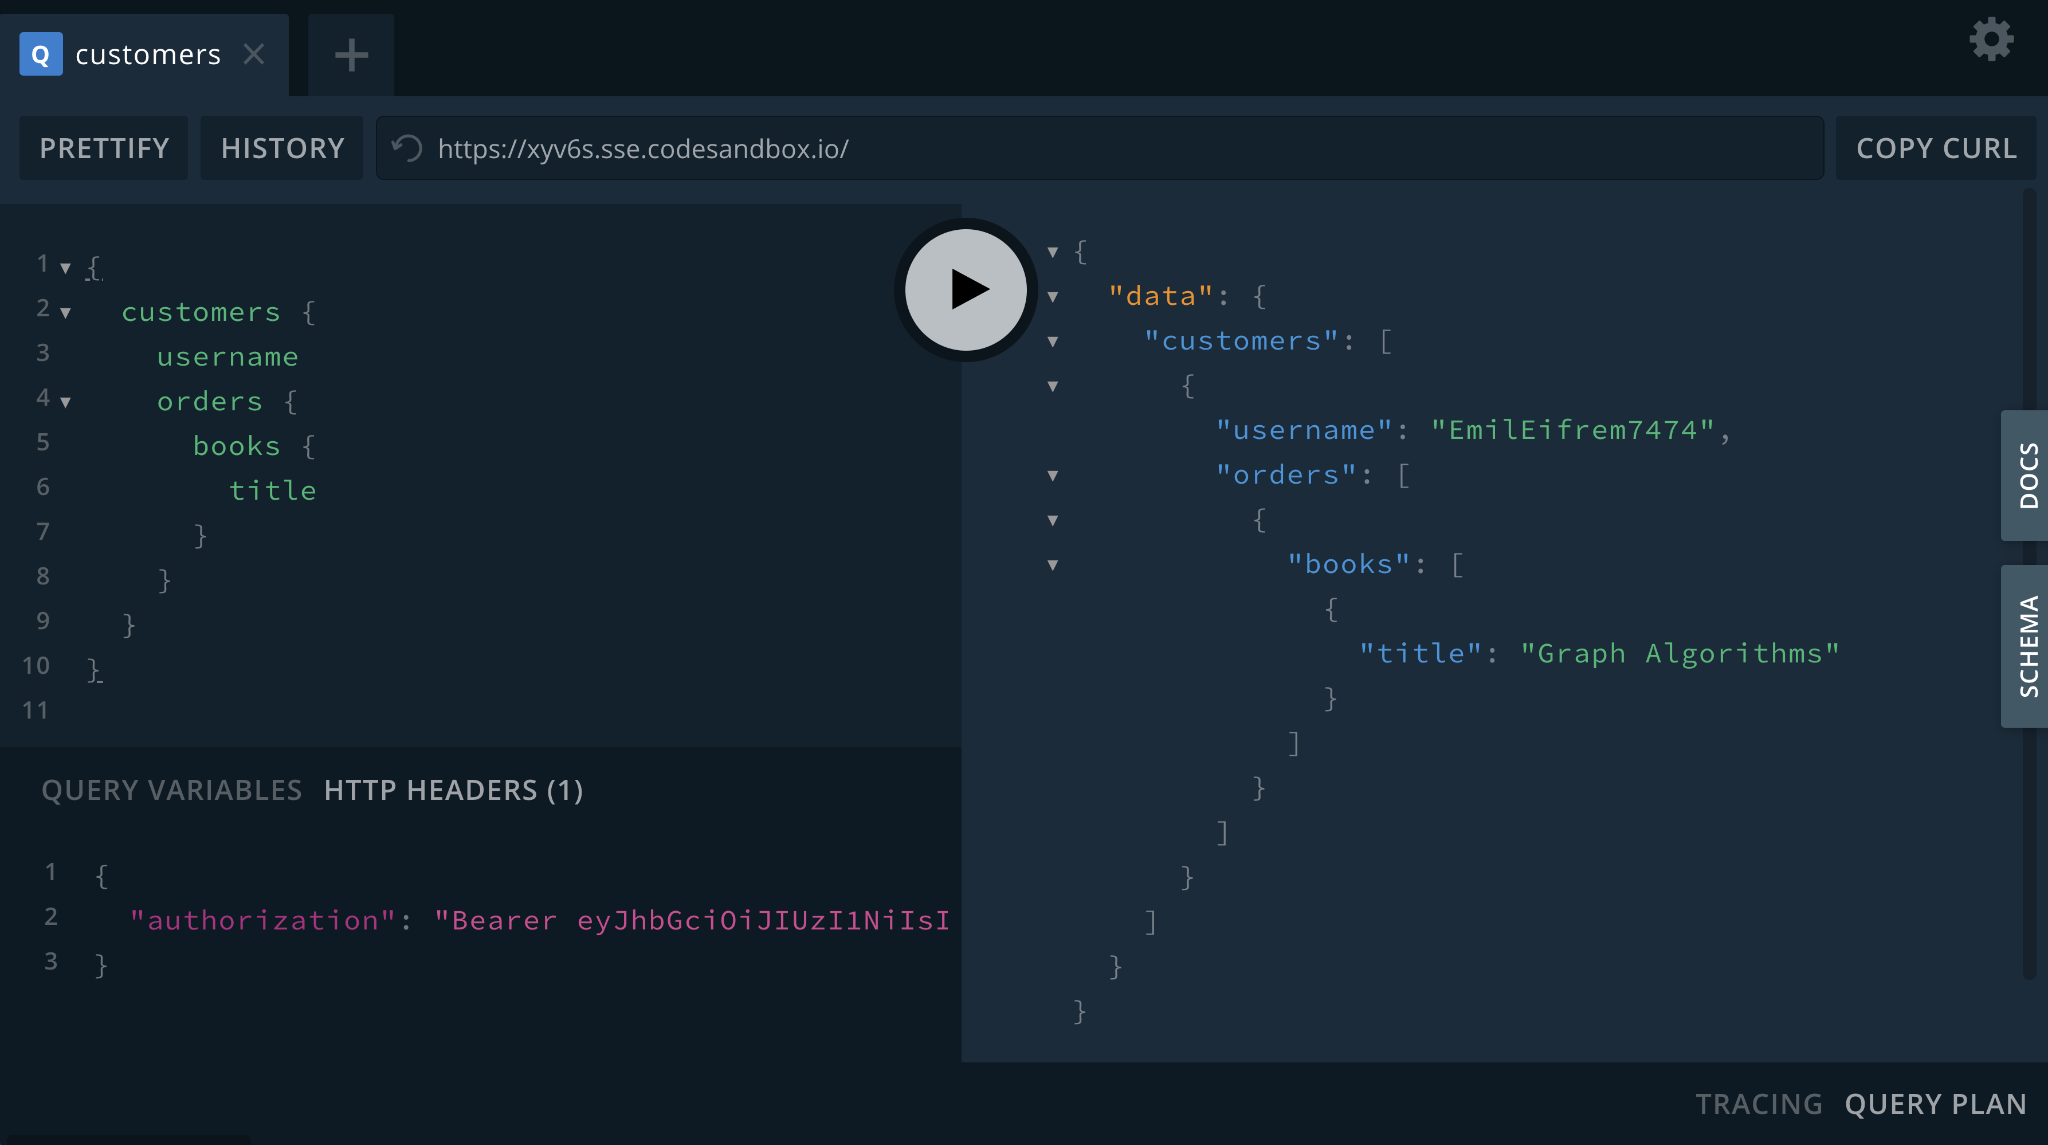 Q customers
PRETTIFY HISTORY https://xyv6s.sse.codesandbox.io/ COPY CURL
1 {
2 customers {
3 username
4 orders {
5 books {
6 title
7 }
8 }
9 }
10 }
11
QUERY VARIABLES HTTP HEADERS (1)
1 {
2 "authorization": "Bearer eyJhbGciOiJIUzI1NiIsI
3 }
{
"data": {
"customers": [
{
"username": "EmilEifrem7474",
"orders": [
{
"books": [
{
"title": "Graph Algorithms"
}
]
}
]
}
]
}
}
DOCS
SCHEMA
TRACING QUERY PLAN